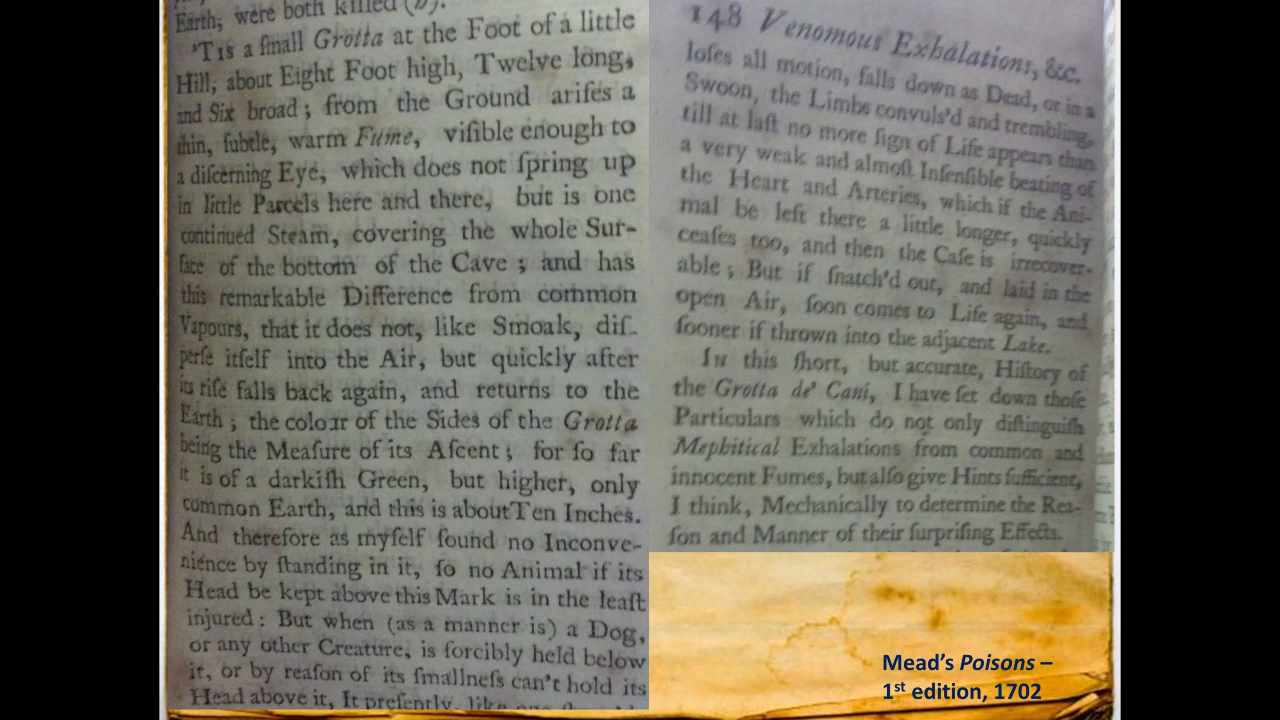 Earth, were both killed (b).
'Tis a ſmall Grotta at the Foot of a little
Hill, about Eight Foot high, Twelve long,
and Six broad; from the Ground ariſes a
thin, ſubtle, warm Fume, viſible enough to
a diſcerning Eye, which does not ſpring up
in little Parcels here and there, but is one
continued Steam, covering the whole Sur-
face of the bottom of the Cave; and has
this remarkable Difference from common
Vapours, that it does not, like Smoak, diſ-
perſe itſelf into the Air, but quickly after
its riſe falls back again, and returns to the
Earth; the colour of the Sides of the Grotta
being the Meaſure of its Aſcent; for ſo far
it is of a darkiſh Green, but higher, only
common Earth, and this is about Ten Inches.
And therefore as myſelf found no Inconve-
nience by ſtanding in it, ſo no Animal if its
Head be kept above this Mark is in the leaſt
injured: But when (as a manner is) a Dog,
or any other Creature, is forcibly held below
it, or by reaſon of its ſmallneſs can't hold its
Head above it, It preſently, like one
148 Venomous Exhalations, &c.
loſes all motion, falls down as Dead, or in a
Swoon, the Limbs convuls'd and trembling,
till at laſt no more ſign of Life appears than
a very weak and almoſt Inſenſible beating of
the Heart and Arteries, which if the Ani-
mal be left there a little longer, quickly
ceaſes too, and then the Caſe is irrecover-
able; But if ſnatch'd out, and laid in the
open Air, ſoon comes to Life again, and
ſooner if thrown into the adjacent Lake.
In this ſhort, but accurate, Hiſtory of
the Grotta de' Cani, I have ſet down thoſe
Particulars which do not only diſtinguiſh
Mephitical Exhalations from common and
innocent Fumes, but alſo give Hints ſufficient,
I think, Mechanically to determine the Rea-
ſon and Manner of their ſurpriſing Effects.
Mead's Poisons –
1st edition, 1702